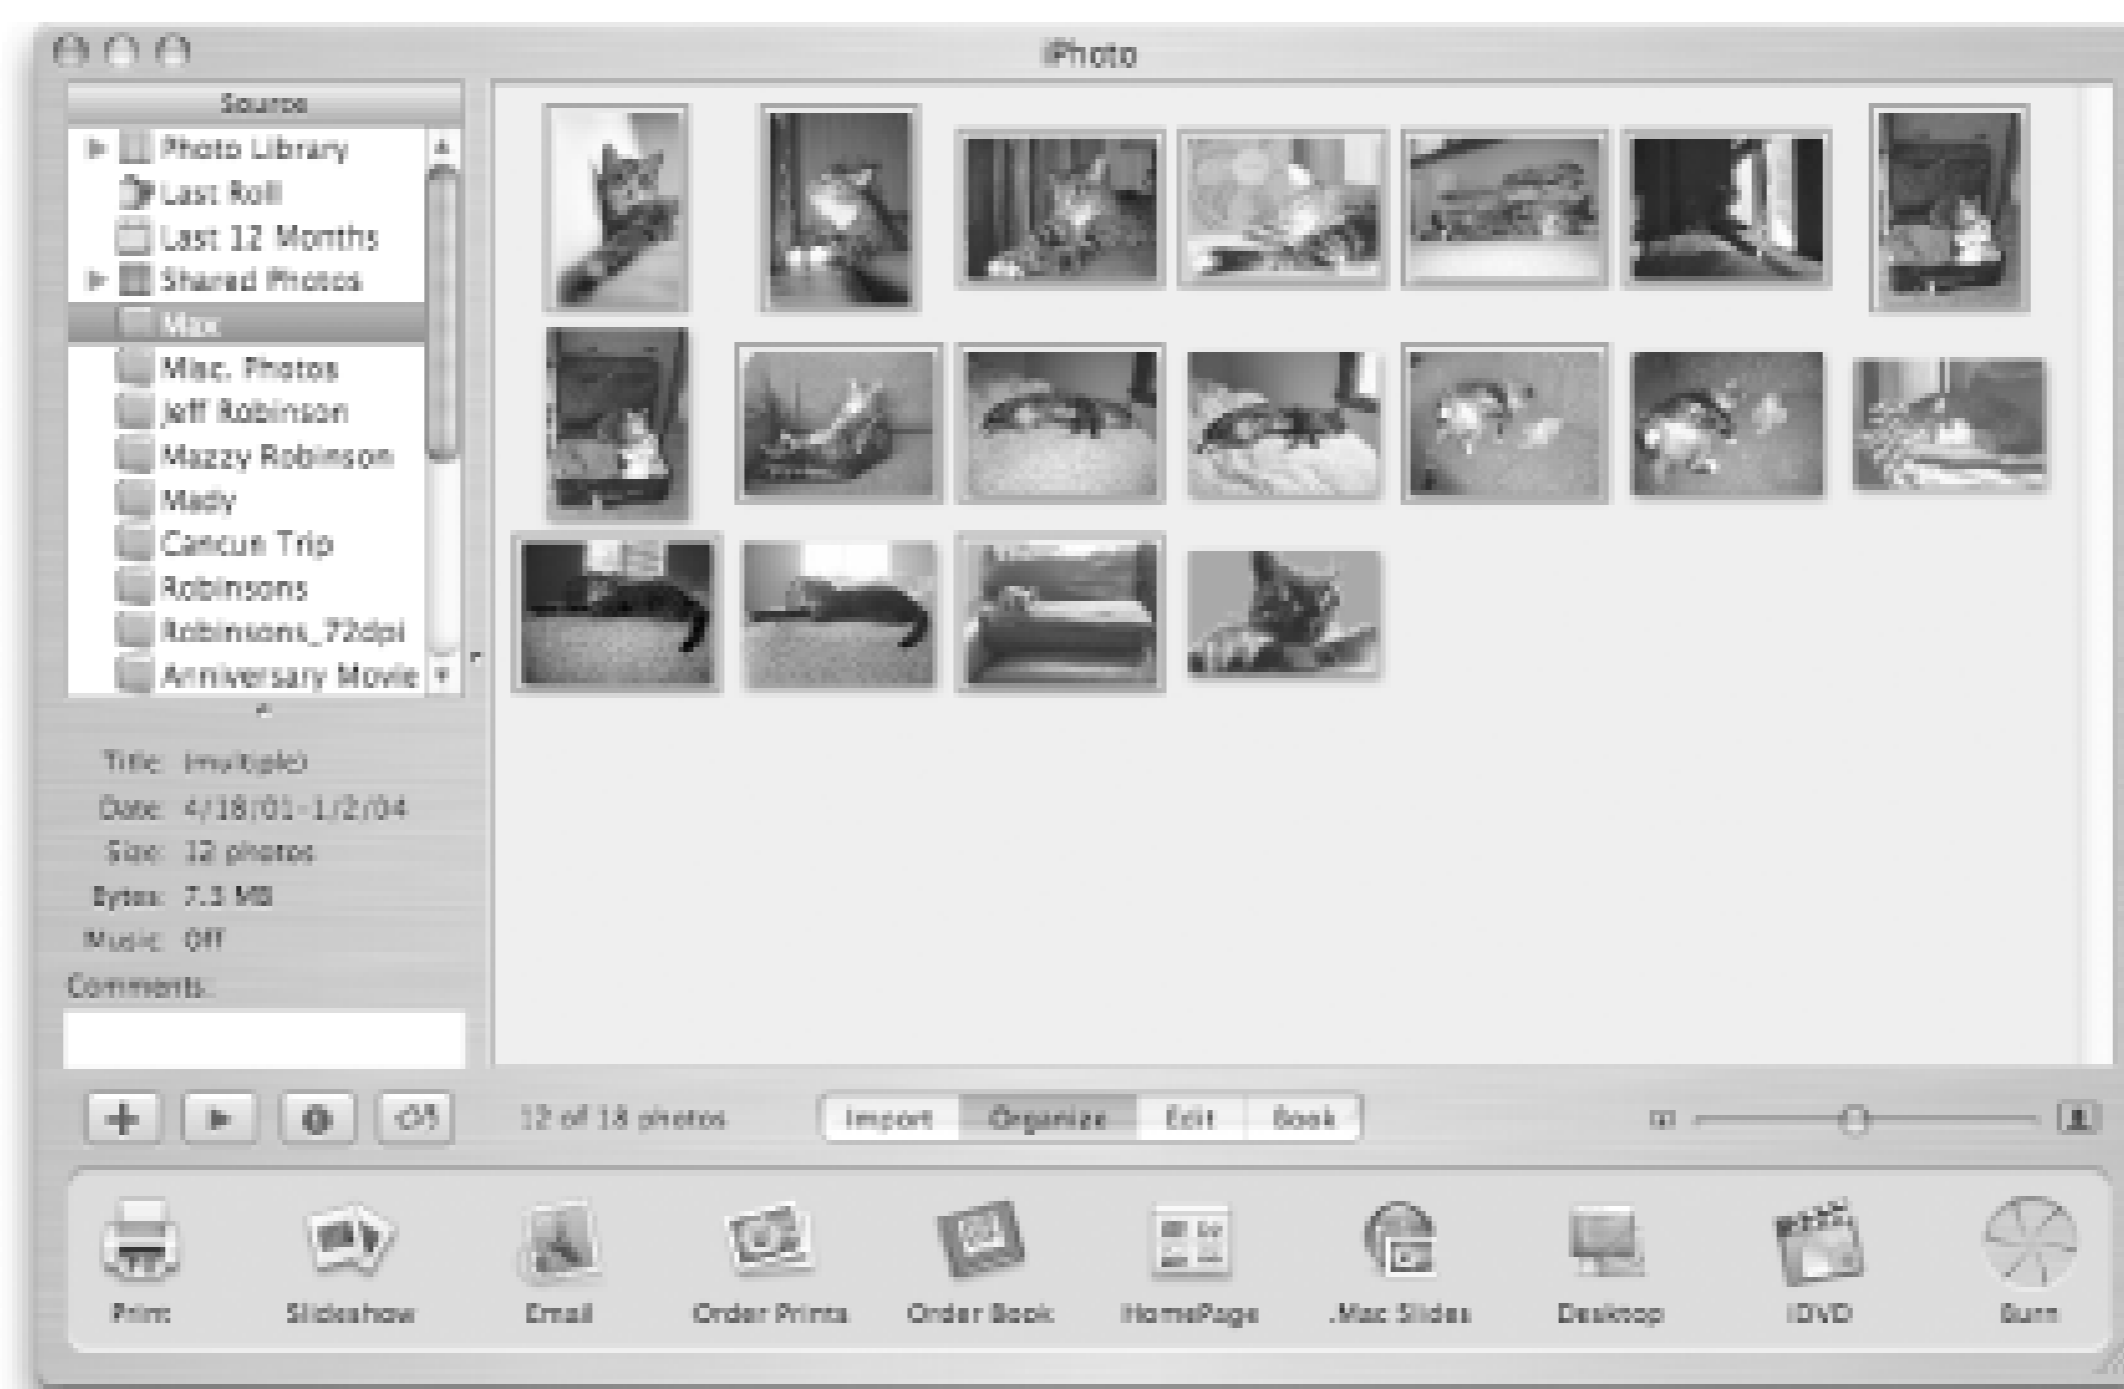 iPhoto
Source
Photo Library
Last Roll
Last 12 Months
Shared Photos
Max
Misc. Photos
Jeff Robinson
Mazzy Robinson
Mady
Cancun Trip
Robinsons
Robinsons_72dpi
Anniversary Movie
Title: (multiple)
Date: 4/18/01-1/2/04
Size: 12 photos
Bytes: 7.3 MB
Music: Off
Comments:
12 of 18 photos
Import Organize Edit Book
Print Slideshow Email Order Prints Order Book HomePage .Mac Slides Desktop iDVD Burn